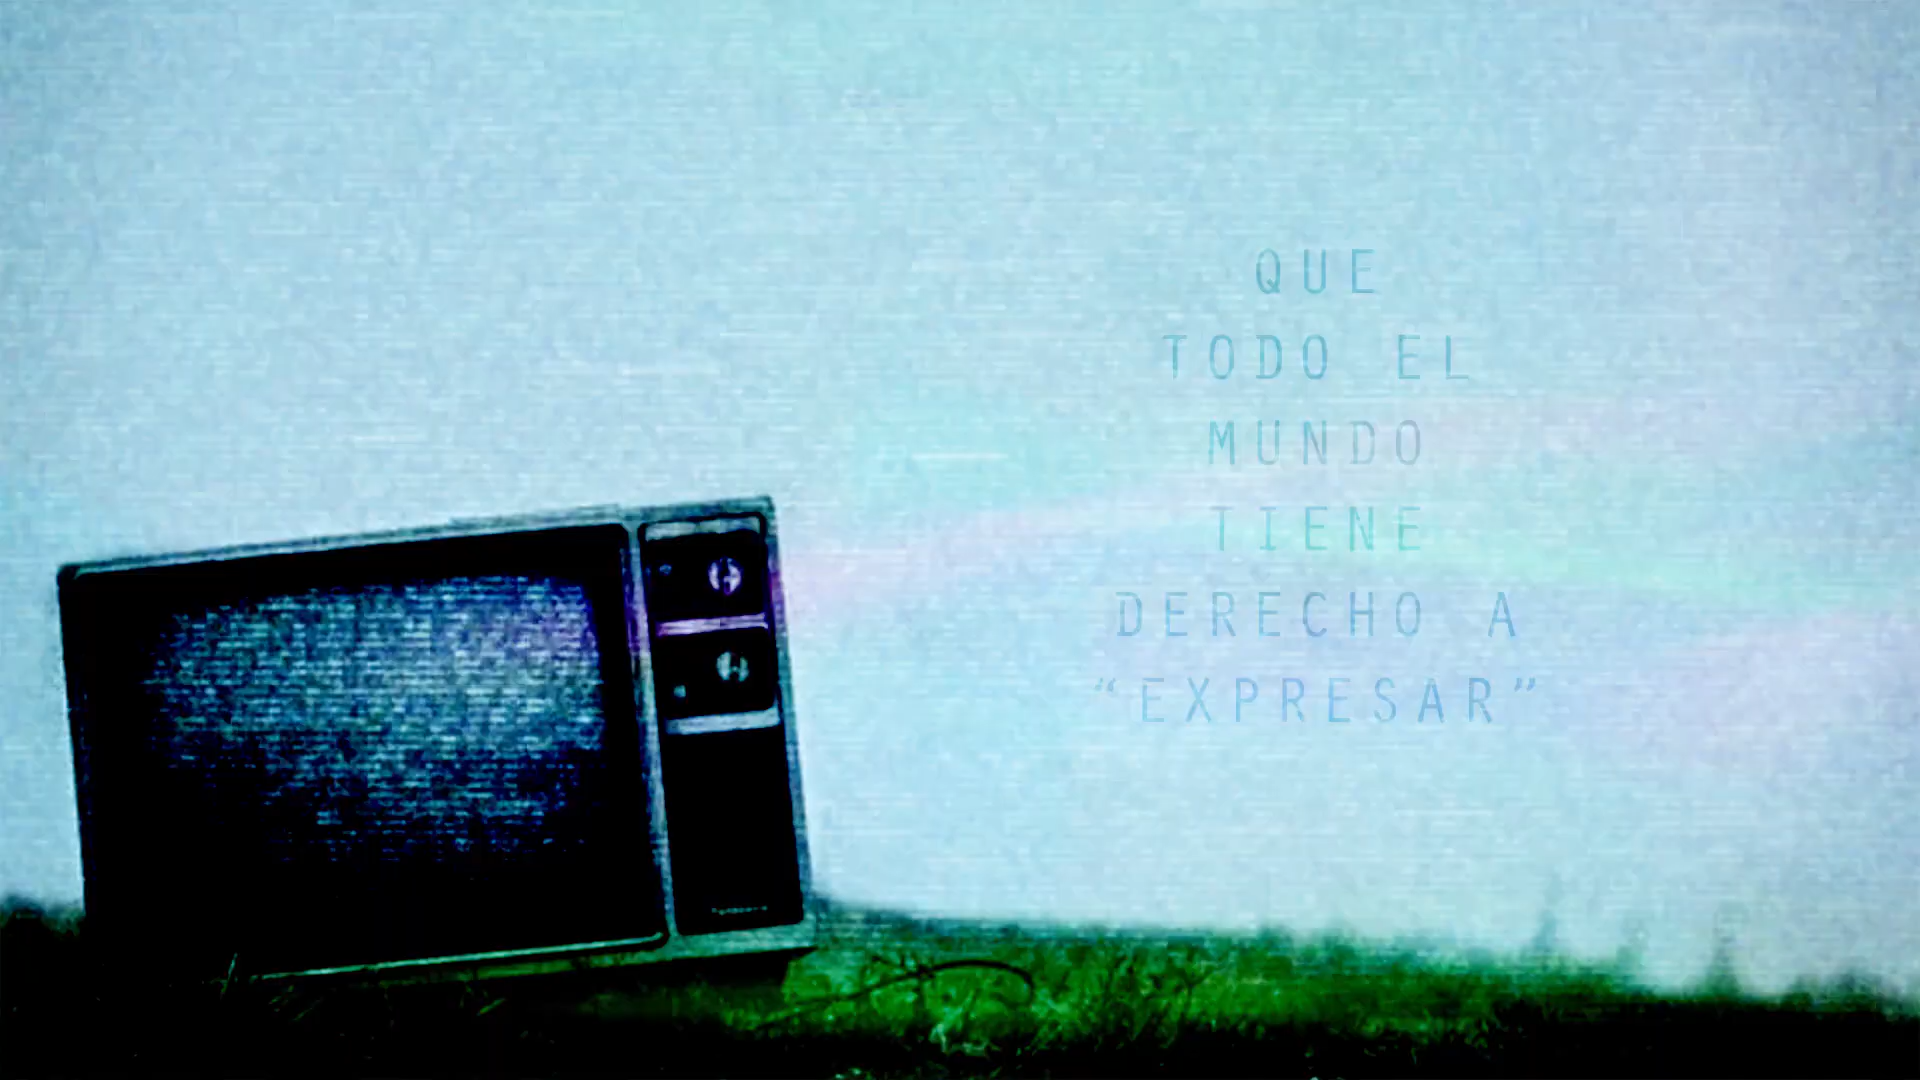 QUE
TODO EL
MUNDO
TIENE
DERECHO A
“EXPRESAR”